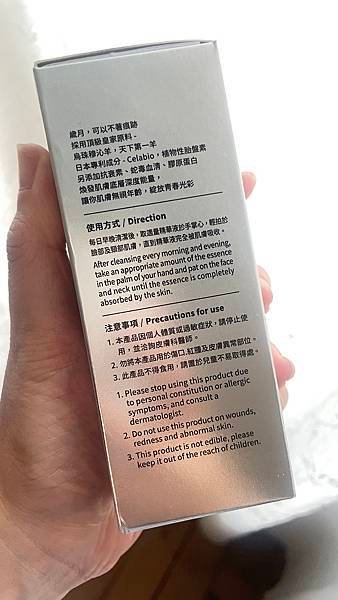 歲月，可以不著痕跡
採用頂級皇家原料-
烏珠穆沁羊，天下第一羊
日本專利成分 - Celabio，植物性胎盤素
另添加抗衰素、蛇毒血清、膠原蛋白
煥發肌膚底層深度能量，
讓你肌膚無視年齡，綻放青春光彩
使用方式 / Direction
每日早晚清潔後，取適量精華液於手掌心，輕拍於
臉部及頸部肌膚，直到精華液完全被肌膚吸收。
After cleansing every morning and evening,
take an appropriate amount of the essence
in the palm of your hand and pat on the face
and neck until the essence is completely
absorbed by the skin.
注意事項 / Precautions for use
1. 本產品因個人體質或過敏症狀，請停止使
用，並洽詢皮膚科醫師。
2. 勿將本產品用於傷口,紅腫及皮膚異常部位。
3. 此產品不得食用，請置於兒童不易取得處。
1. Please stop using this product due
to personal constitution or allergic
symptoms, and consult a
dermatologist.
2. Do not use this product on wounds,
redness and abnormal skin.
3. This product is not edible, please
keep it out of the reach of children.